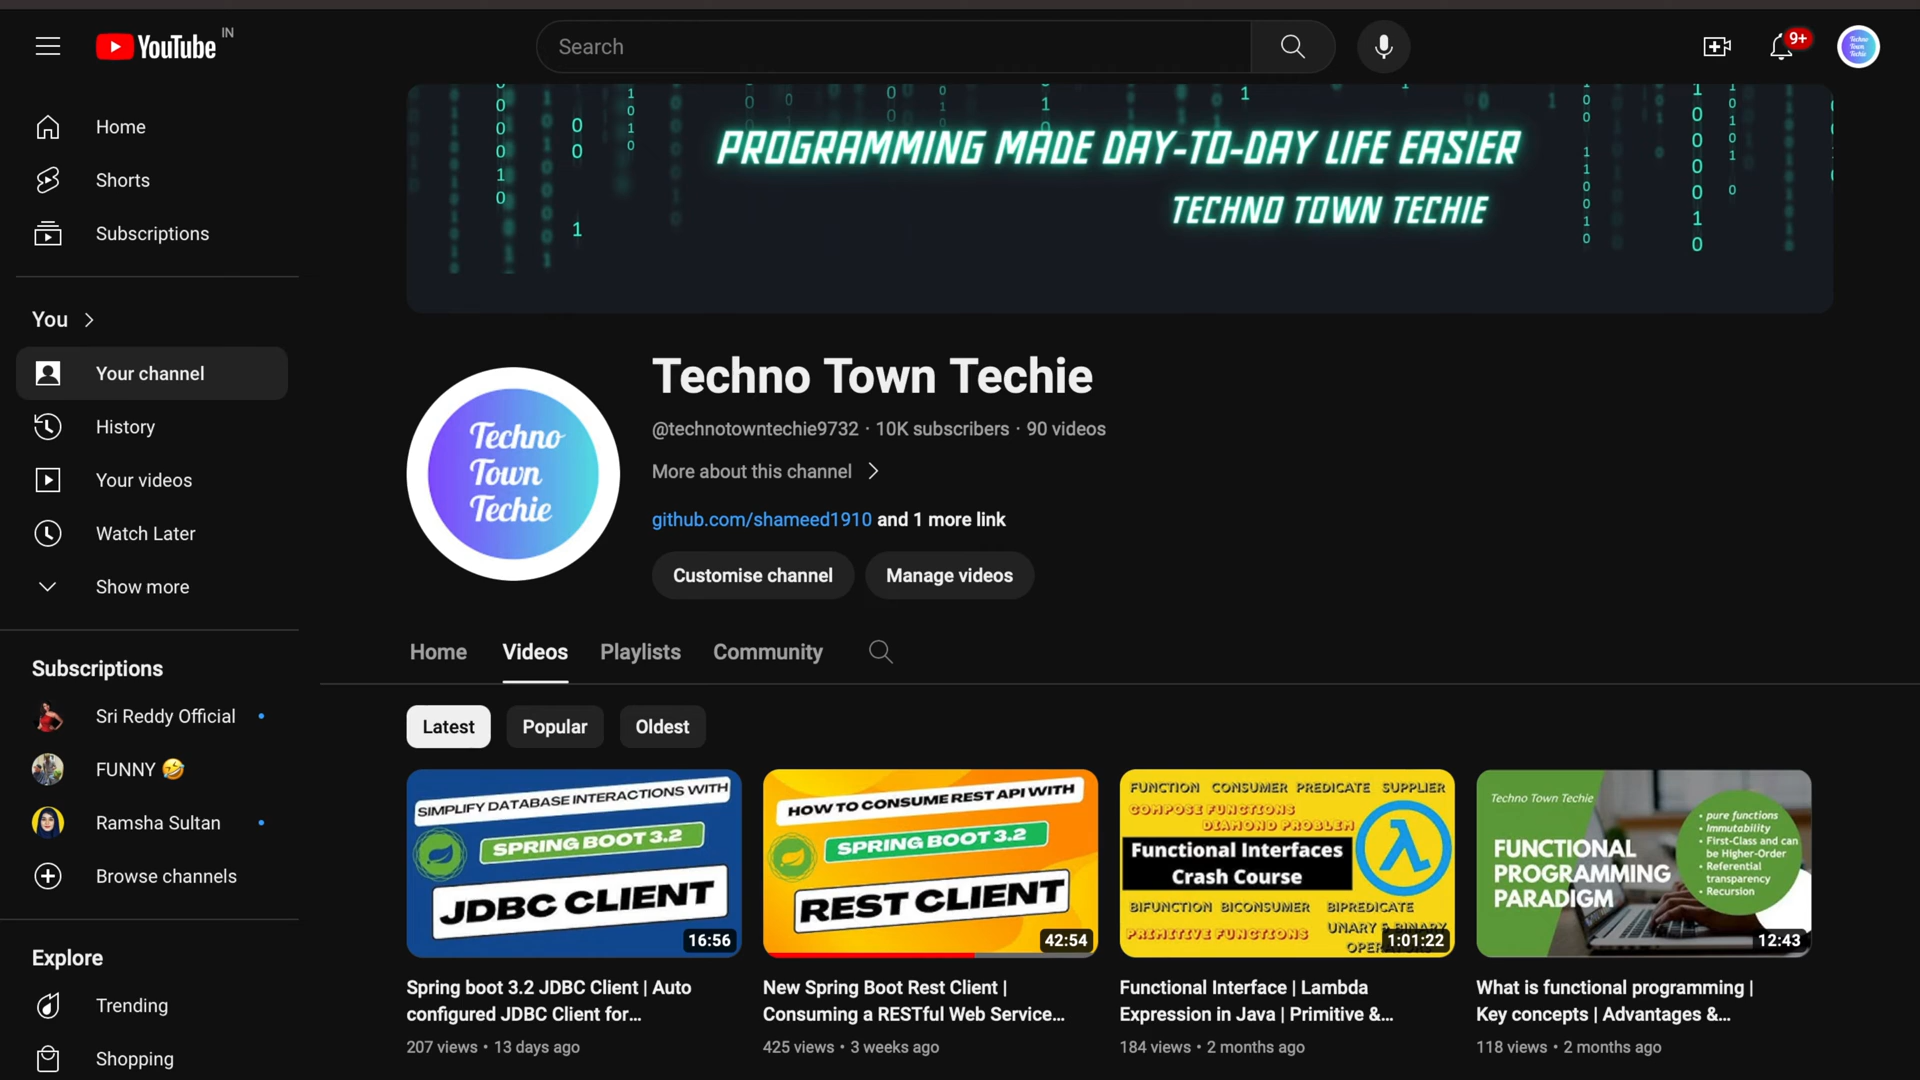 YouTube IN
Search
9+
Home
Shorts
Subscriptions
You
Your channel
History
Your videos
Watch Later
Show more
Subscriptions
Sri Reddy Official
FUNNY 🤣
Ramsha Sultan
Browse channels
Explore
Trending
Shopping
PROGRAMMING MADE DAY-TO-DAY LIFE EASIER
TECHNO TOWN TECHIE
Techno
Town
Techie
Techno Town Techie
@technotowntechie9732 · 10K subscribers · 90 videos
More about this channel
github.com/shameed1910 and 1 more link
Customise channel
Manage videos
Home Videos Playlists Community
Latest Popular Oldest
SIMPLIFY DATABASE INTERACTIONS WITH
SPRING BOOT 3.2
JDBC CLIENT
16:56
Spring boot 3.2 JDBC Client | Auto
configured JDBC Client for...
207 views • 13 days ago
HOW TO CONSUME REST API WITH
SPRING BOOT 3.2
REST CLIENT
42:54
New Spring Boot Rest Client |
Consuming a RESTful Web Service...
425 views • 3 weeks ago
FUNCTION CONSUMER PREDICATE SUPPLIER
COMPOSE FUNCTIONS
DIAMOND PROBLEM
Functional Interfaces
Crash Course
λ
BIFUNCTION BICONSUMER BIPREDICATE
PRIMITIVE FUNCTIONS
UNARY & BINARY
1:01:22
Functional Interface | Lambda
Expression in Java | Primitive &...
184 views • 2 months ago
Techno Town Techie
FUNCTIONAL
PROGRAMMING
PARADIGM
• pure functions
• Immutability
• First-Class and can
be Higher-Order
• Referential
transparency
• Recursion
12:43
What is functional programming |
Key concepts | Advantages &...
118 views • 2 months ago